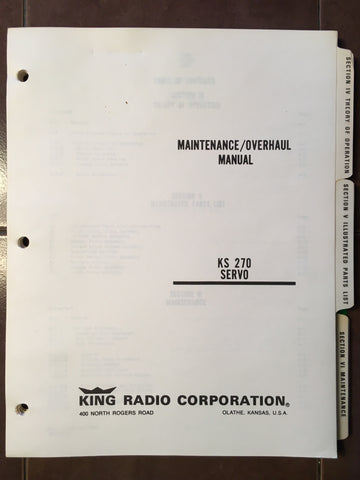 MAINTENANCE/OVERHAUL
MANUAL
KS 270
SERVO
KING RADIO CORPORATION®
400 NORTH ROGERS ROAD
OLATHE, KANSAS, U.S.A.
SECTION IV THEORY OF OPERATION
SECTION V ILLUSTRATED PARTS LIST
SECTION VI MAINTENANCE